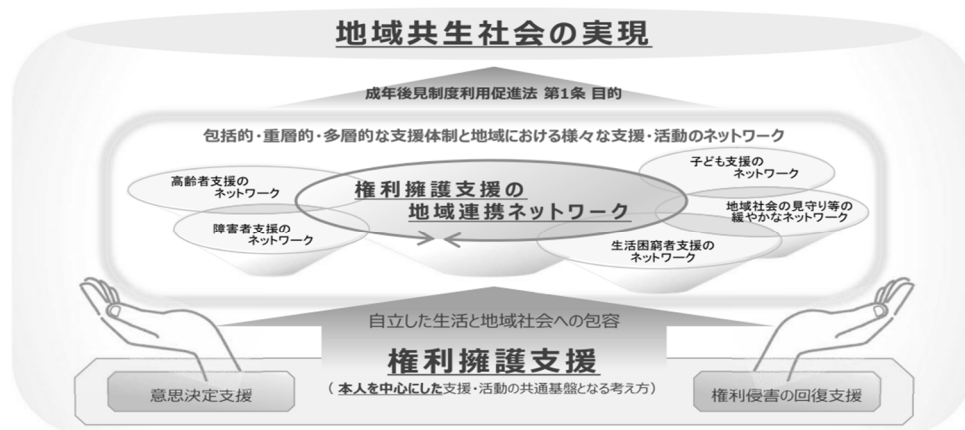 地域共生社会の実現
成年後見制度利用促進法 第1条 目的
包括的・重層的・多層的な支援体制と地域における様々な支援・活動のネットワーク
高齢者支援の
ネットワーク
障害者支援の
ネットワーク
権利擁護支援の
地域連携ネットワーク
子ども支援の
ネットワーク
地域社会の見守り等の
緩やかなネットワーク
生活困窮者支援の
ネットワーク
自立した生活と地域社会への包容
権利擁護支援
（本人を中心にした支援・活動の共通基盤となる考え方）
意思決定支援
権利侵害の回復支援